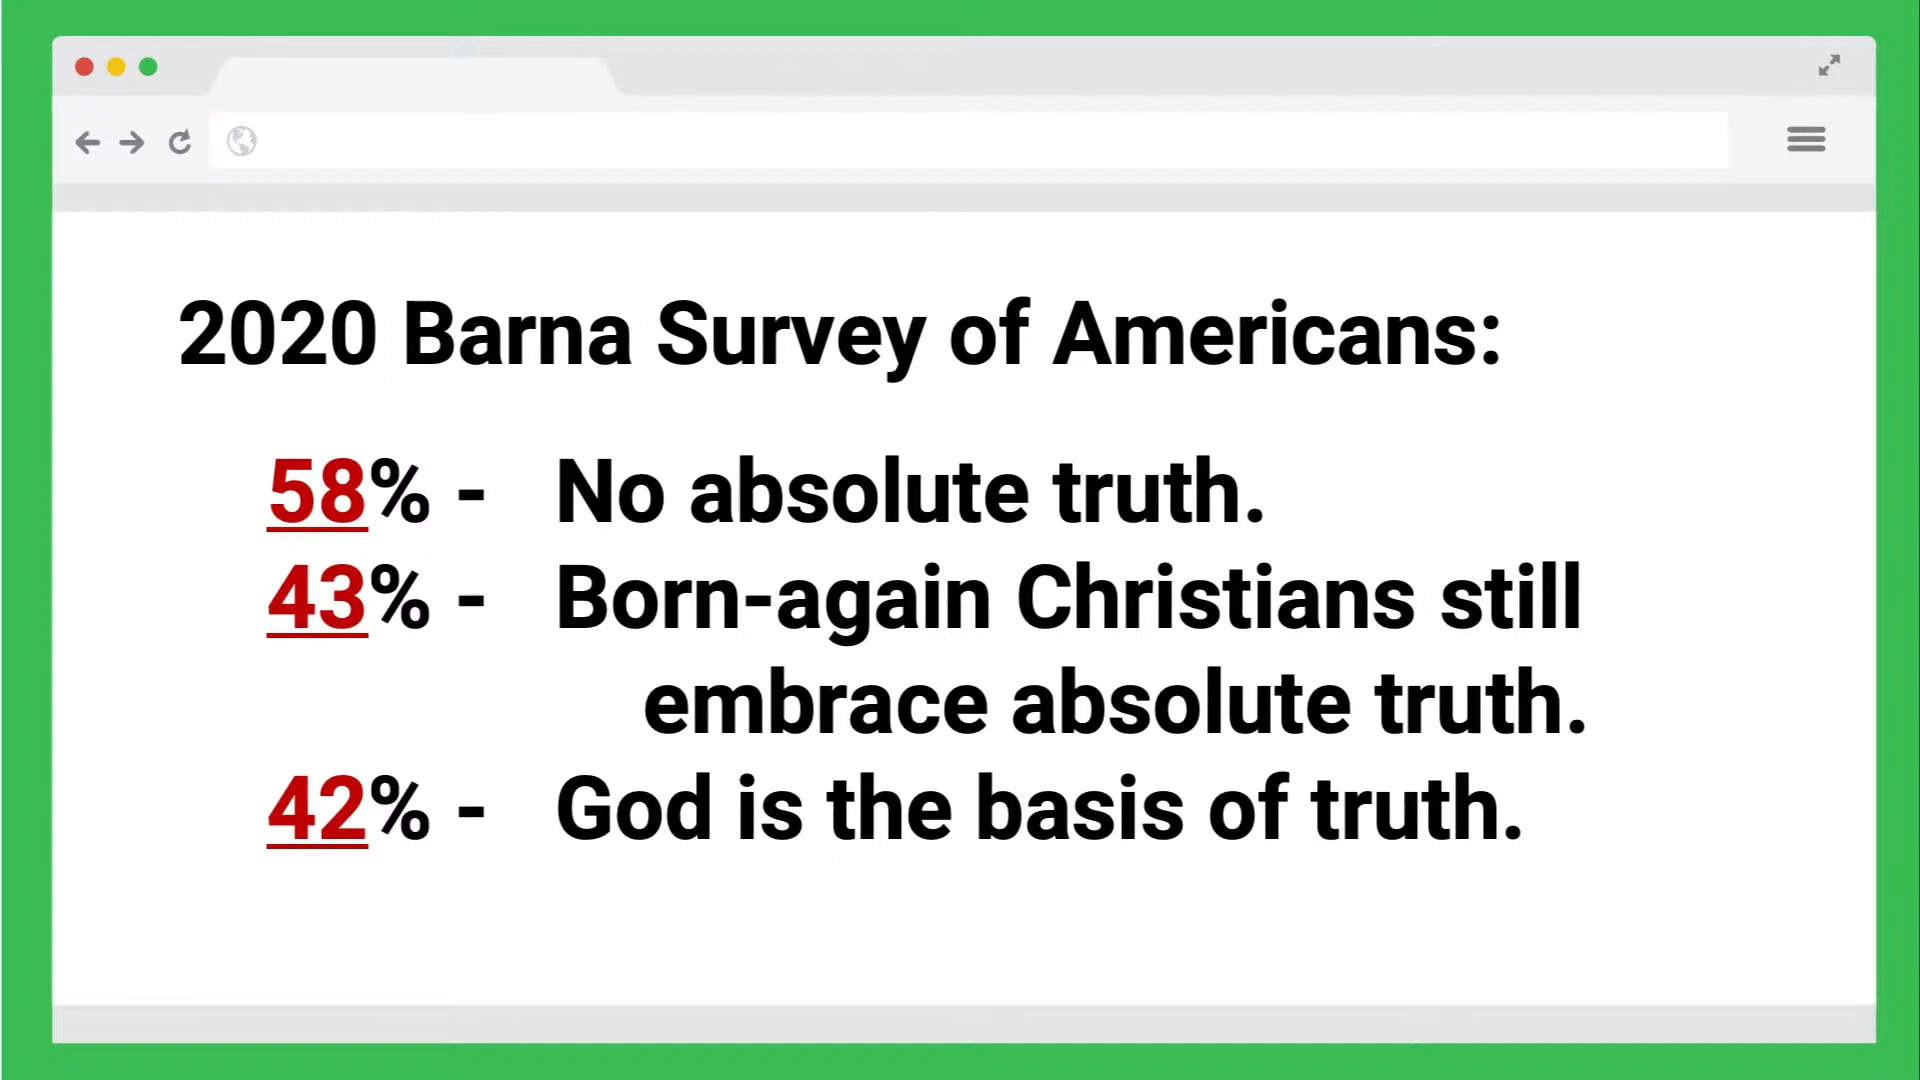 2020 Barna Survey of Americans:
58% - No absolute truth.
43% - Born-again Christians still
embrace absolute truth.
42% - God is the basis of truth.